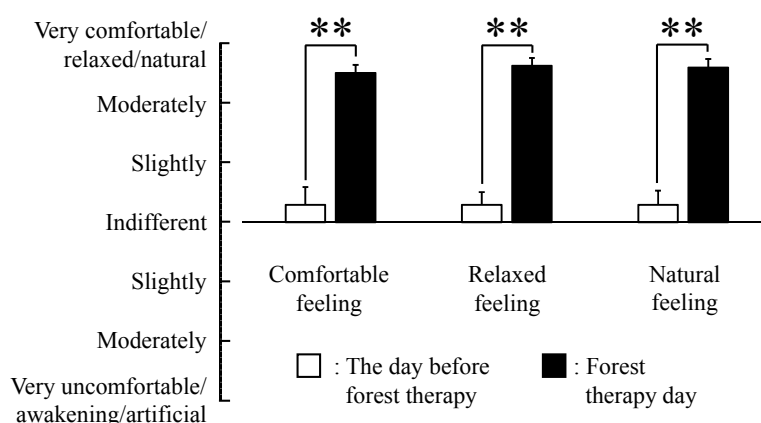 Very comfortable/
relaxed/natural
Moderately
Slightly
Indifferent
Slightly
Moderately
Very uncomfortable/
awakening/artificial
** ** **
Comfortable
feeling
Relaxed
feeling
Natural
feeling
: The day before
forest therapy
: Forest
therapy day